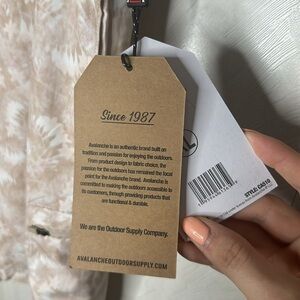 Since 1987
Avalanche is an authentic brand built on
tradition and passion for enjoying the outdoors.
From product design to fabric choice, the
passion for the outdoors has remained the focal
point for the Avalanche brand. Avalanche is
committed to making the outdoors accessible to
its customers, through providing products that
are functional & durable.
We are the Outdoor Supply Company.
AVALANCHEOUTDOORSUPPLY.COM
XL
STYLE: